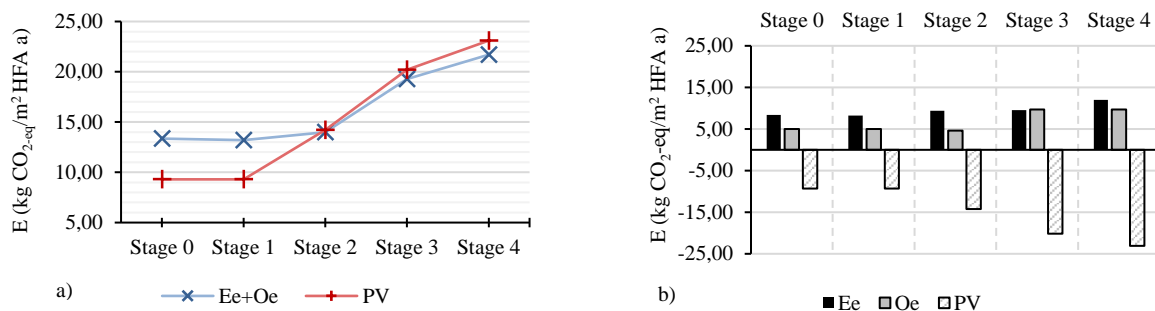 E (kg CO2-eq/m² HFA a)
25,00
20,00
15,00
10,00
5,00
Stage 0 Stage 1 Stage 2 Stage 3 Stage 4
a)
Ee+Oe PV
Stage 0 Stage 1 Stage 2 Stage 3 Stage 4
E (kg CO2-eq/m² HFA a)
25,00
15,00
5,00
-5,00
-15,00
-25,00
b)
Ee Oe PV